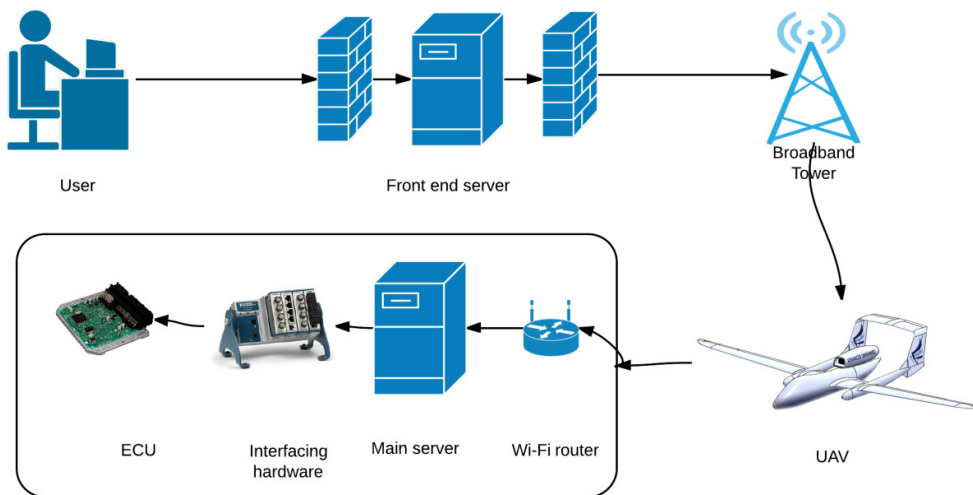 User
Front end server
Broadband
Tower
ECU
Interfacing
hardware
Main server
Wi-Fi router
UAV